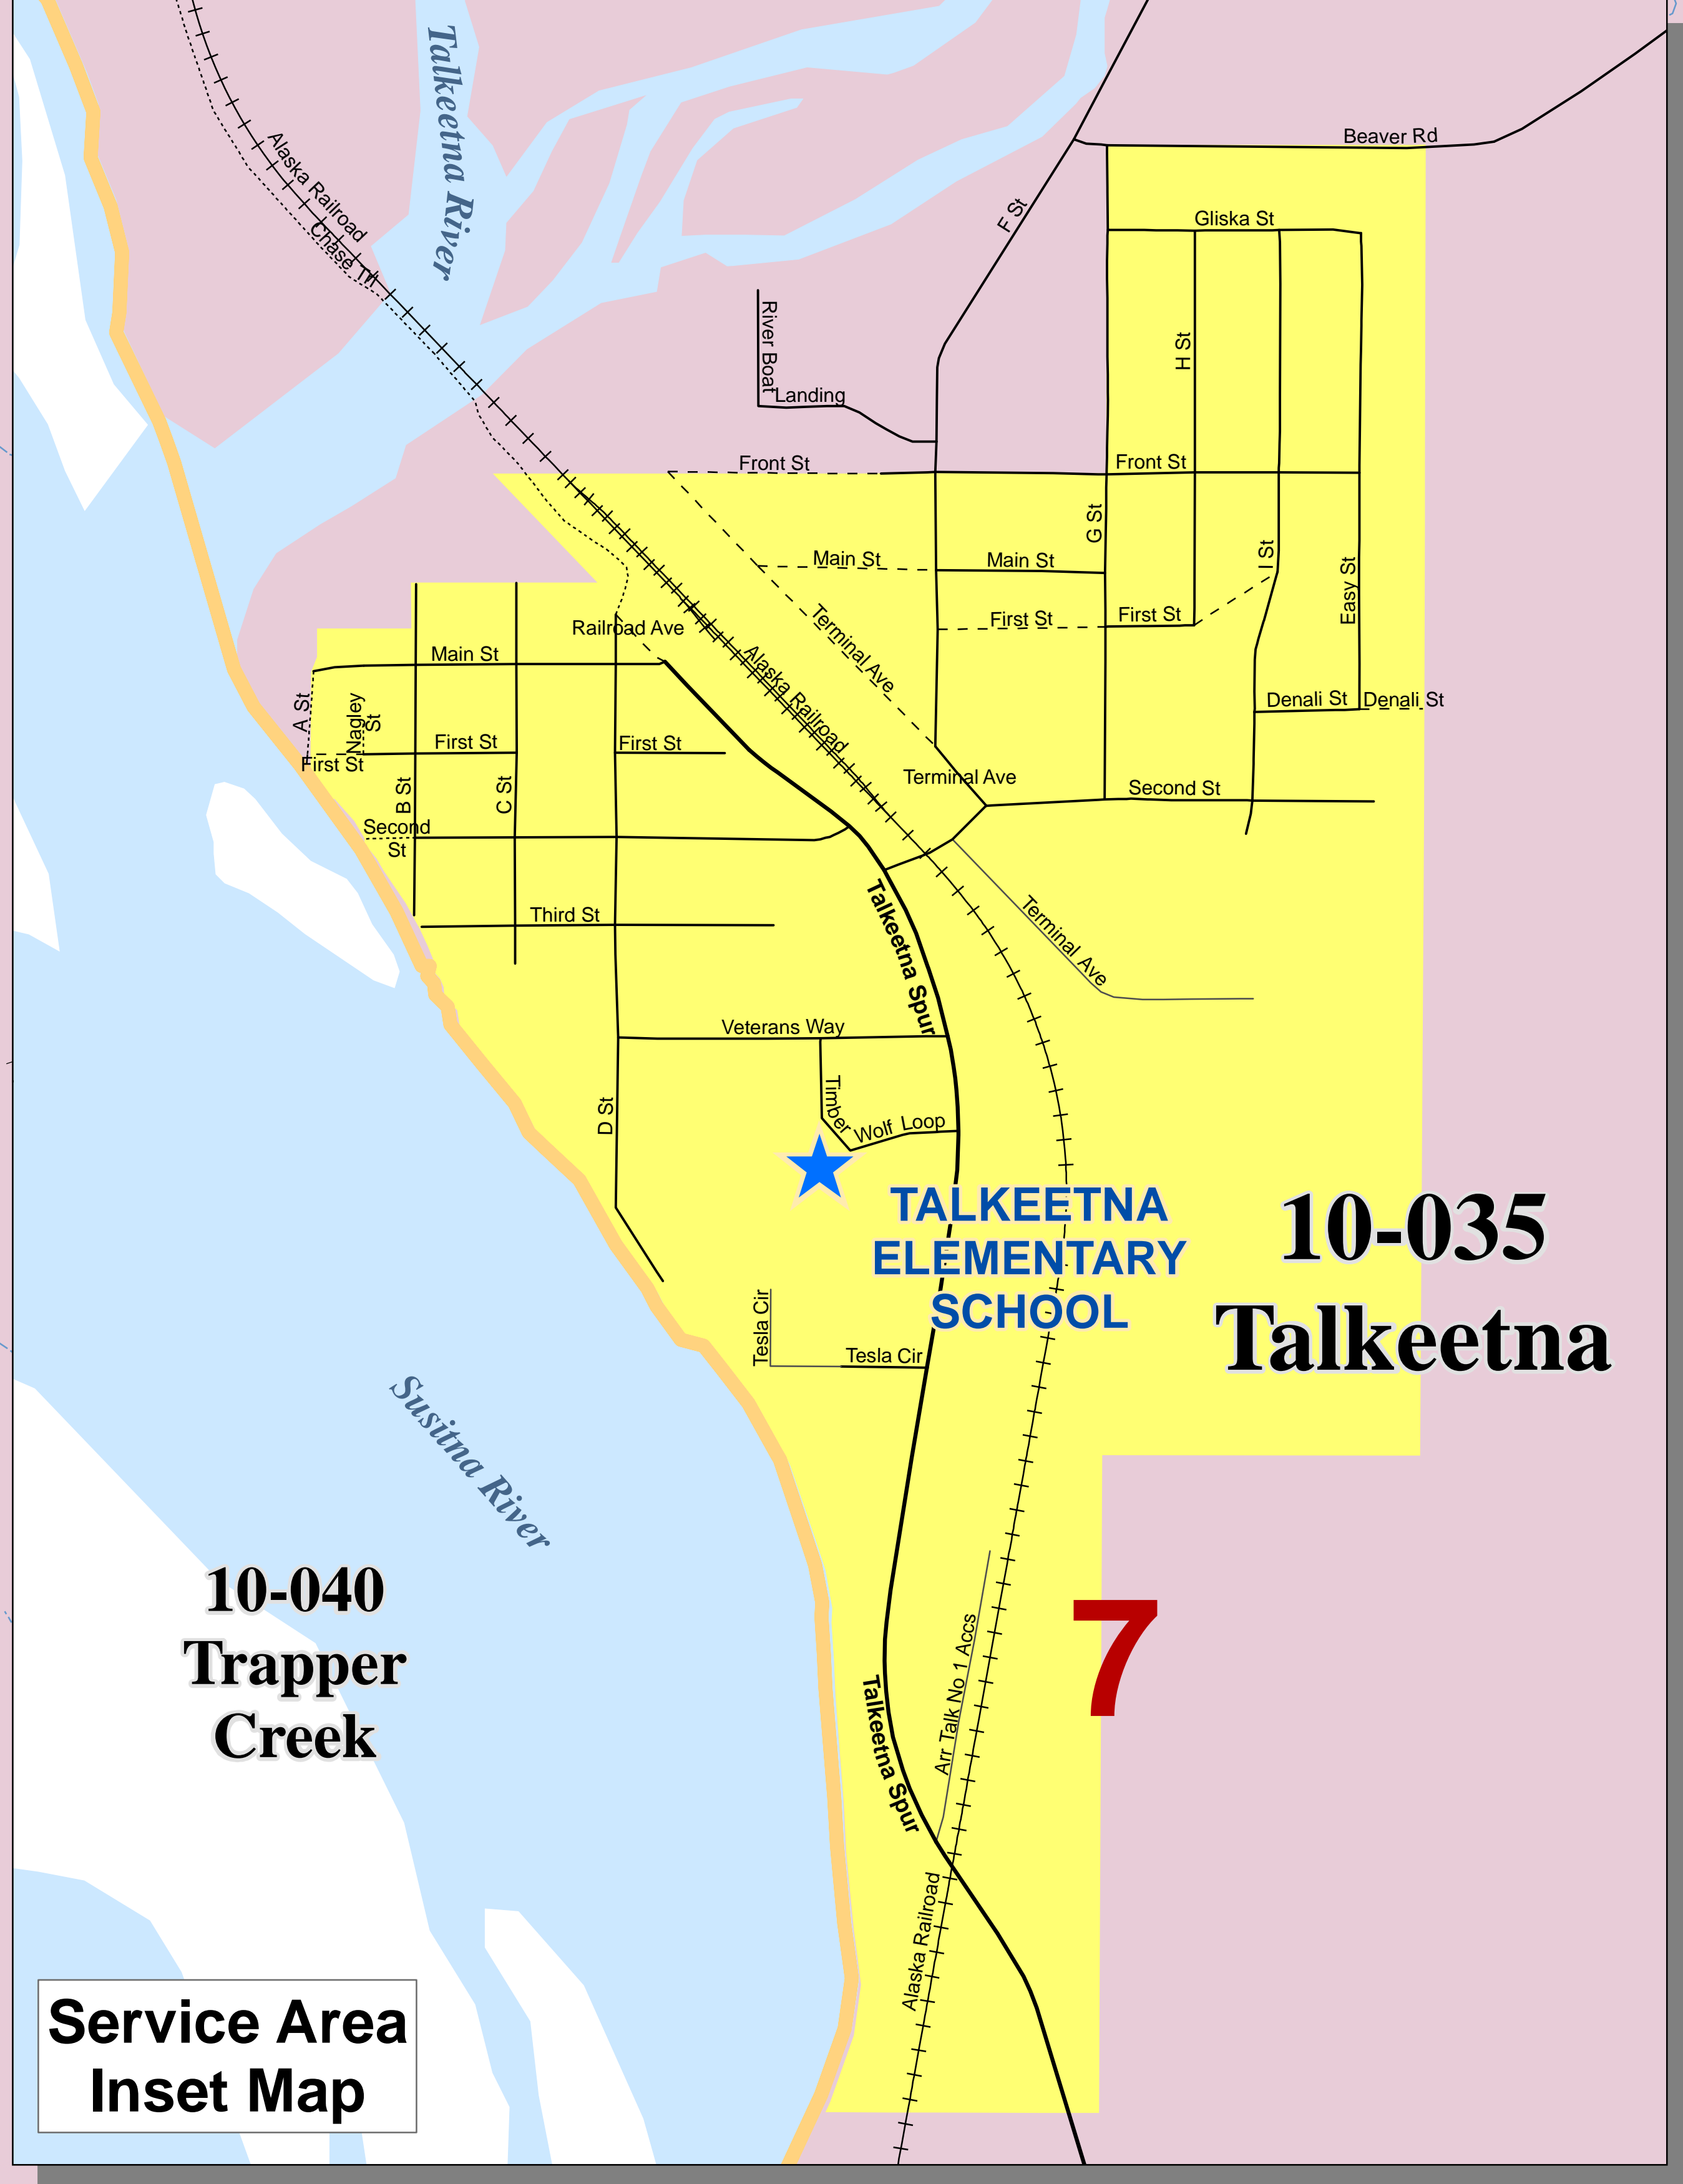 Talkeetna River
Alaska Railroad
Chase Trl
Beaver Rd
F St
Gliska St
H St
River Boat
Landing
Front St
Front St
G St
Main St
Main St
I St
Easy St
First St
First St
Terminal Ave
Railroad Ave
Main St
Alaska Railroad
A St
Nagley
St
Denali St
Denali St
First St
First St
First St
B St
C St
Terminal Ave
Second St
Second
St
Third St
Talkeetna Spur
Terminal Ave
Veterans Way
Timber
Wolf Loop
D St
TALKEETNA
ELEMENTARY
SCHOOL
10-035
Talkeetna
Tesla Cir
Tesla Cir
Susitna River
10-040
Trapper
Creek
7
Arr Talk No 1 Accs
Talkeetna Spur
Alaska Railroad
Service Area
Inset Map